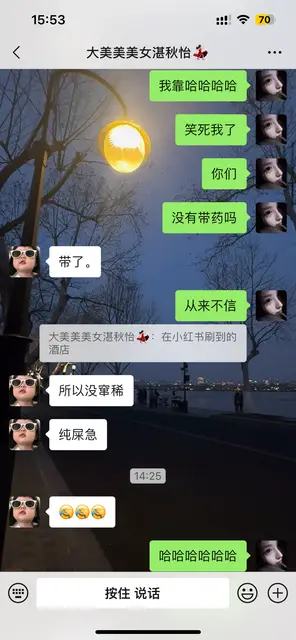 15:53
70
大美美美女湛秋怡💃
我靠哈哈哈哈
笑死我了
你们
没有带药吗
带了。
从来不信
大美美美女湛秋怡💃：在小红书刷到的
酒店
所以没窜稀
纯屎急
14:25
哈哈哈哈哈哈
按住 说话